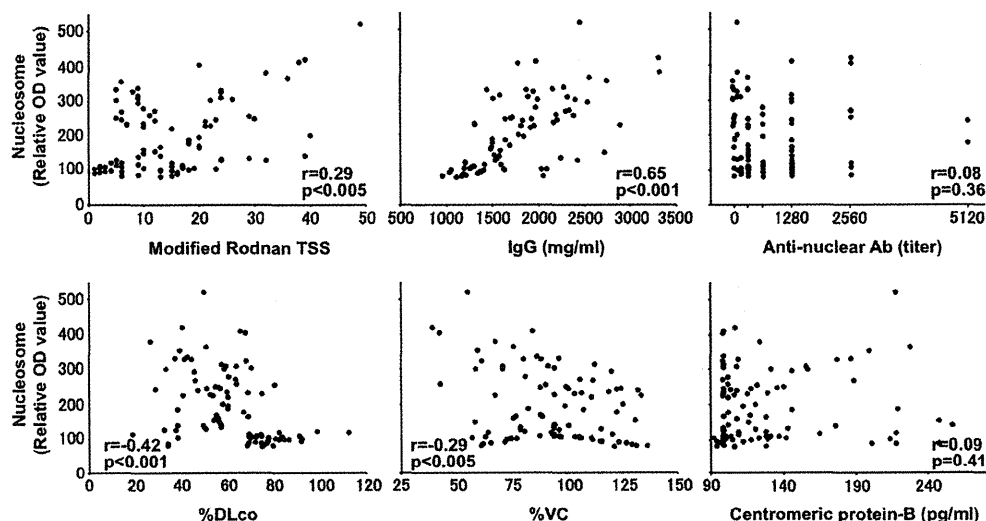 Nucleosome
(Relative OD value)
500
400
300
200
100
0
r=0.29
p<0.005
0 10 20 30 40 50
Modified Rodnan TSS
r=0.65
p<0.001
500 1000 1500 2000 2500 3000 3500
IgG (mg/ml)
r=0.08
p=0.36
0 1280 2560 5120
Anti-nuclear Ab (titer)
Nucleosome
(Relative OD value)
500
400
300
200
100
0
r=-0.42
p<0.001
0 20 40 60 80 100 120
%DLco
r=-0.29
p<0.005
25 50 75 100 125 150
%VC
r=0.09
p=0.41
90 140 190 240
Centromeric protein-B (pg/ml)